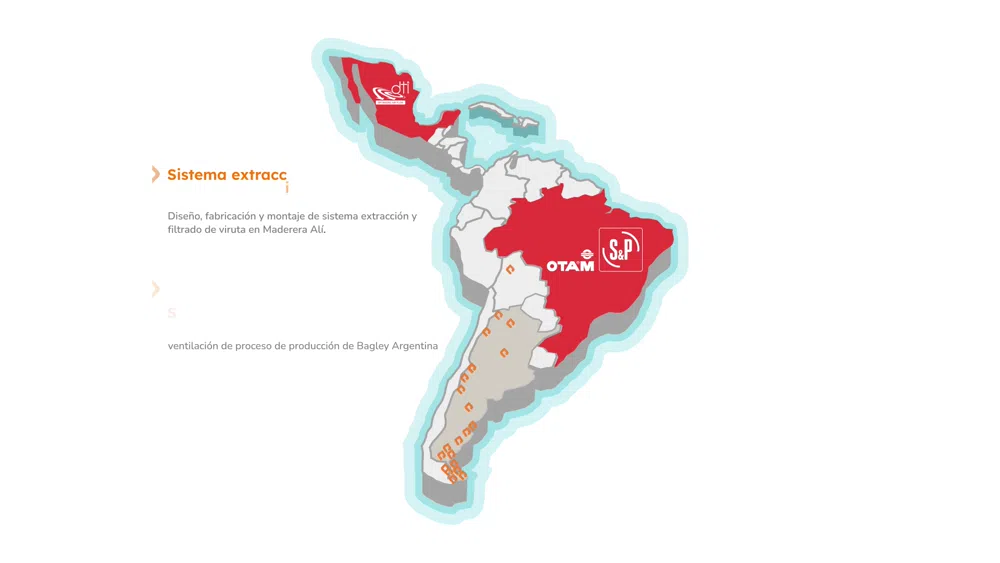 Sistema extracci
Diseño, fabricación y montaje de sistema extracción y
filtrado de viruta en Maderera Alí.
S
ventilación de proceso de producción de Bagley Argentina
dti
OTAM
S&P